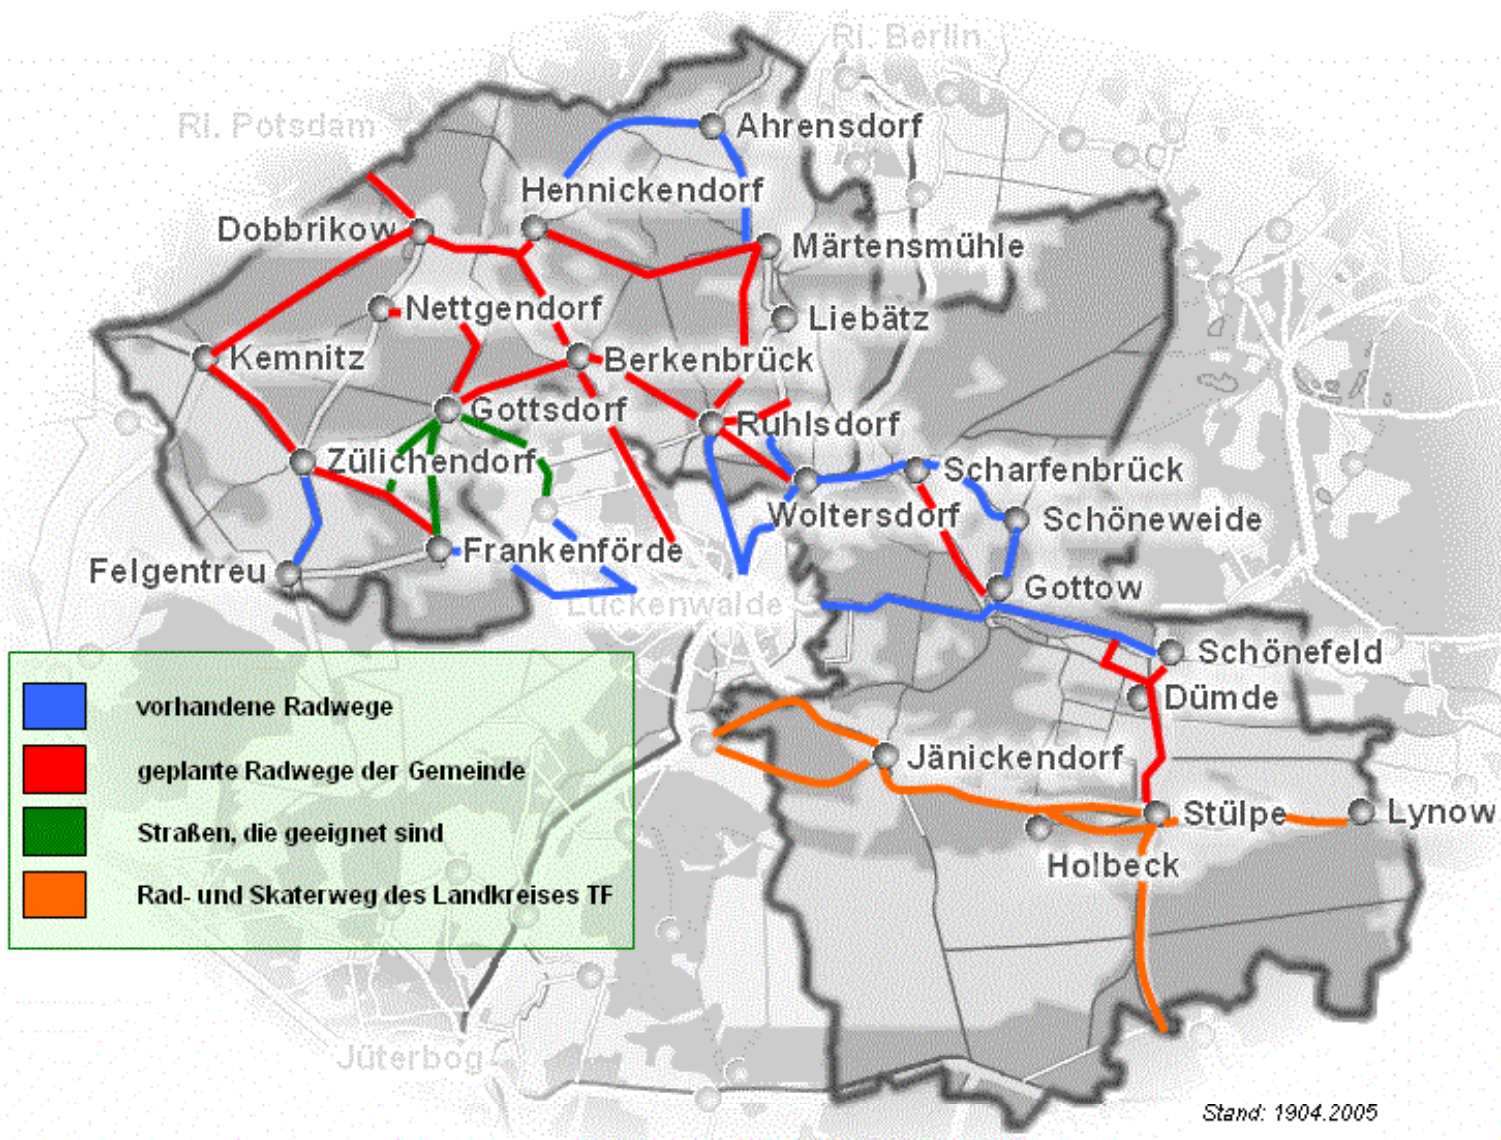 Ri. Berlin
Ri. Potsdam
Ahrensdorf
Hennickendorf
Dobbrikow
Märtensmühle
Nettgendorf
Liebätz
Kemnitz
Berkenbrück
Gottsdorf
Ruhlsdorf
Zülichendorf
Scharfenbrück
Woltersdorf
Schöneweide
Frankenförde
Felgentreu
Gottow
Luckenwalde
Schönefeld
Dümde
vorhandene Radwege
Jänickendorf
geplante Radwege der Gemeinde
Stülpe
Lynow
Straßen, die geeignet sind
Holbeck
Rad- und Skaterweg des Landkreises TF
Jüterbog
Stand: 1904.2005